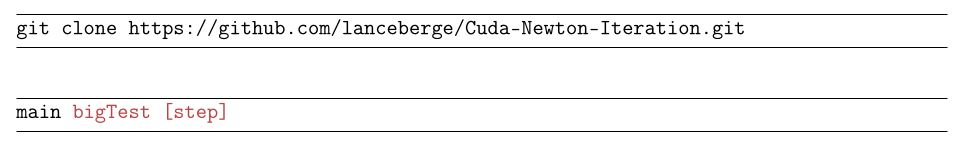 git clone https://github.com/lanceberge/Cuda-Newton-Iteration.git
main bigTest [step]